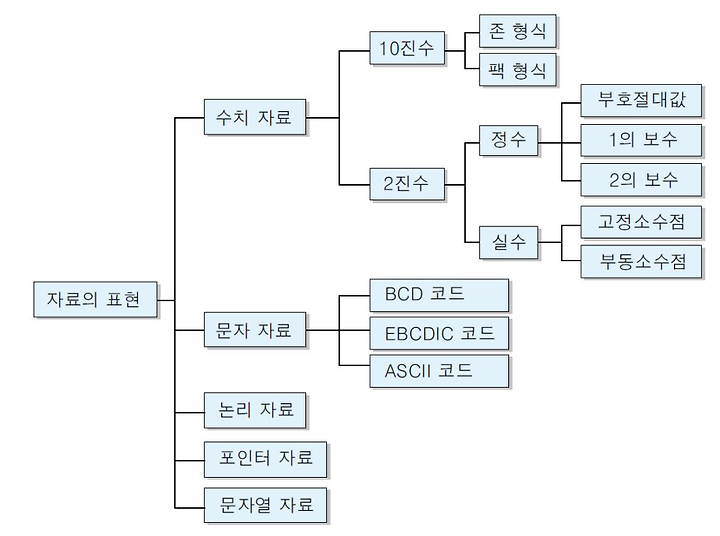 자료의 표현
수치 자료
10진수
존 형식
팩 형식
2진수
정수
부호절대값
1의 보수
2의 보수
실수
고정소수점
부동소수점
문자 자료
BCD 코드
EBCDIC 코드
ASCII 코드
논리 자료
포인터 자료
문자열 자료